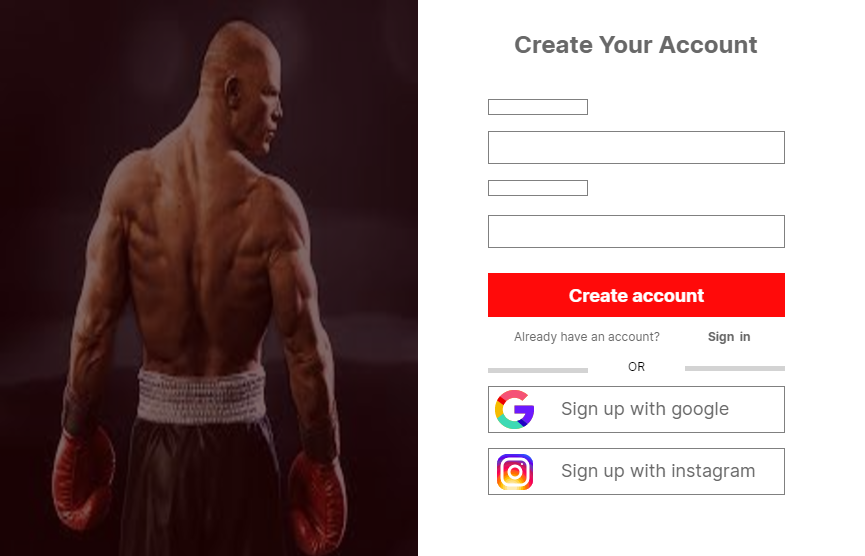 Create Your Account
Create account
Already have an account? Sign in
OR
Sign up with google
Sign up with instagram